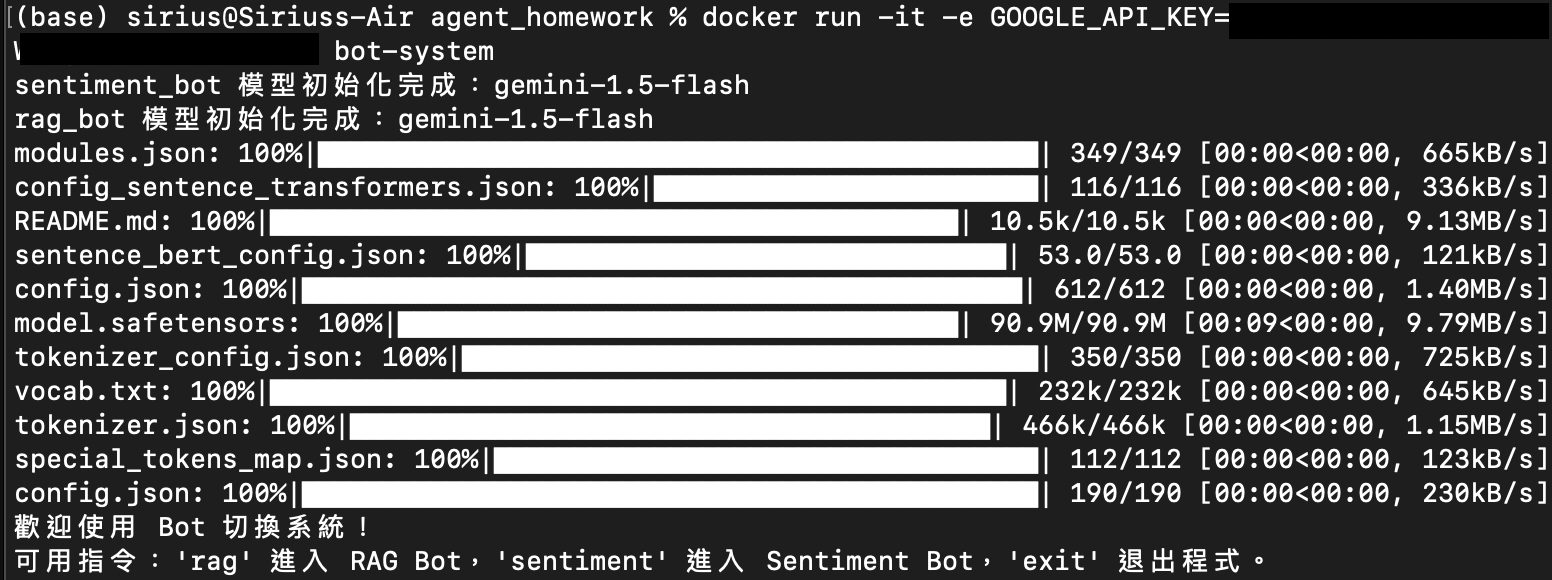 (base) sirius@Siriuss-Air agent_homework % docker run -it -e GOOGLE_API_KEY=
bot-system
sentiment_bot 模型初始化完成：gemini-1.5-flash
rag_bot 模型初始化完成：gemini-1.5-flash
modules.json: 100%|| 349/349 [00:00<00:00, 665kB/s]
config_sentence_transformers.json: 100%|| 116/116 [00:00<00:00, 336kB/s]
README.md: 100%|| 10.5k/10.5k [00:00<00:00, 9.13MB/s]
sentence_bert_config.json: 100%|| 53.0/53.0 [00:00<00:00, 121kB/s]
config.json: 100%|| 612/612 [00:00<00:00, 1.40MB/s]
model.safetensors: 100%|| 90.9M/90.9M [00:09<00:00, 9.79MB/s]
tokenizer_config.json: 100%|| 350/350 [00:00<00:00, 725kB/s]
vocab.txt: 100%|| 232k/232k [00:00<00:00, 645kB/s]
tokenizer.json: 100%|| 466k/466k [00:00<00:00, 1.15MB/s]
special_tokens_map.json: 100%|| 112/112 [00:00<00:00, 123kB/s]
config.json: 100%|| 190/190 [00:00<00:00, 230kB/s]
歡迎使用 Bot 切換系統！
可用指令：'rag' 進入 RAG Bot，'sentiment' 進入 Sentiment Bot，'exit' 退出程式。